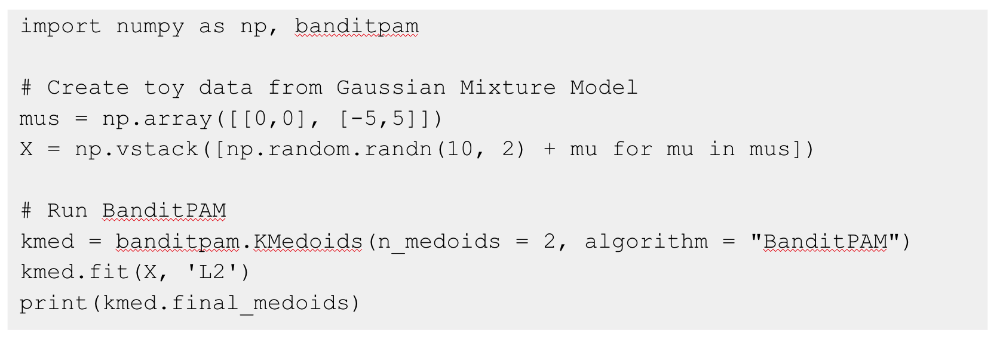 import numpy as np, banditpam
# Create toy data from Gaussian Mixture Model
mus = np.array([[0,0], [-5,5]])
X = np.vstack([np.random.randn(10, 2) + mu for mu in mus])
# Run BanditPAM
kmed = banditpam.KMedoids(n_medoids = 2, algorithm = "BanditPAM")
kmed.fit(X, 'L2')
print(kmed.final_medoids)